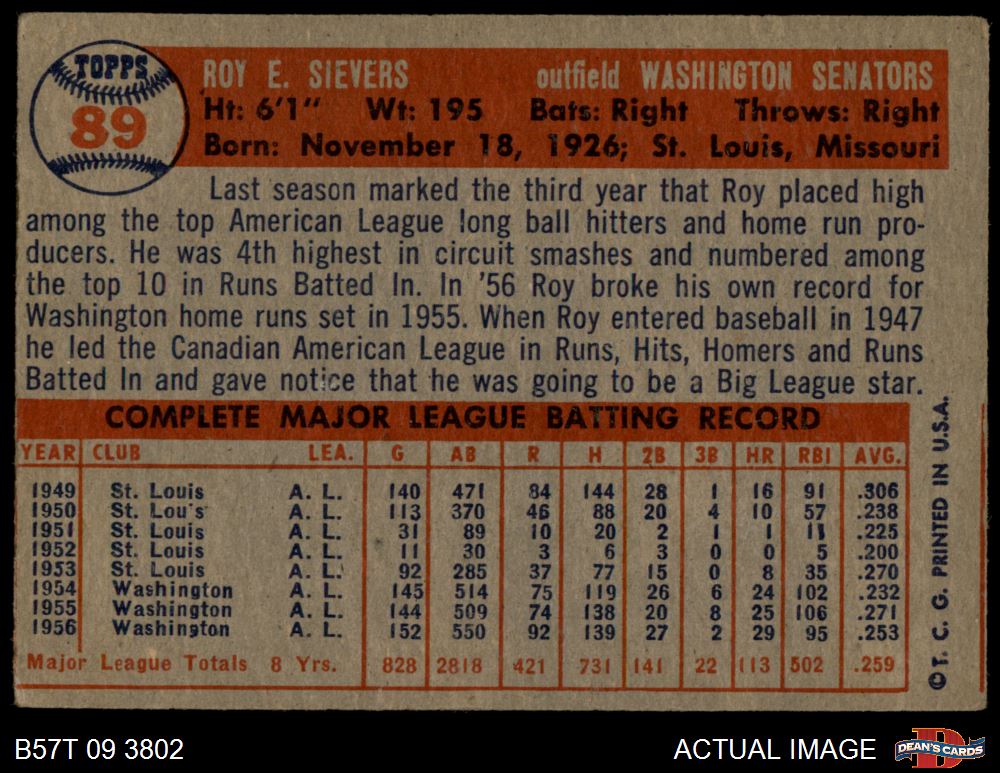 TOPPS
89
ROY E. SIEVERS outfield WASHINGTON SENATORS
Ht: 6'1" Wt: 195 Bats: Right Throws: Right
Born: November 18, 1926; St. Louis, Missouri
Last season marked the third year that Roy placed high
among the top American League long ball hitters and home run pro-
ducers. He was 4th highest in circuit smashes and numbered among
the top 10 in Runs Batted In. In '56 Roy broke his own record for
Washington home runs set in 1955. When Roy entered baseball in 1947
he led the Canadian American League in Runs, Hits, Homers and Runs
Batted In and gave notice that he was going to be a Big League star.
COMPLETE MAJOR LEAGUE BATTING RECORD
YEAR CLUB LEA. G AB R H 2B 3B HR RBI AVG.
1949 St. Louis A. L. 140 471 84 144 28 1 16 91 .306
1950 St. Lou's A. L. 113 370 46 88 20 4 10 57 .238
1951 St. Louis A. L. 31 89 10 20 2 1 1 11 .225
1952 St. Louis A. L. 11 30 3 6 3 0 0 5 .200
1953 St. Louis A. L. 92 285 37 77 15 0 8 35 .270
1954 Washington A. L. 145 514 75 119 26 6 24 102 .232
1955 Washington A. L. 144 509 74 138 20 8 25 106 .271
1956 Washington A. L. 152 550 92 139 27 2 29 95 .253
Major League Totals 8 Yrs. 828 2818 421 731 141 22 113 502 .259
©T. C. G. PRINTED IN U.S.A.
B57T 09 3802
ACTUAL IMAGE
DEAN'S CARDS